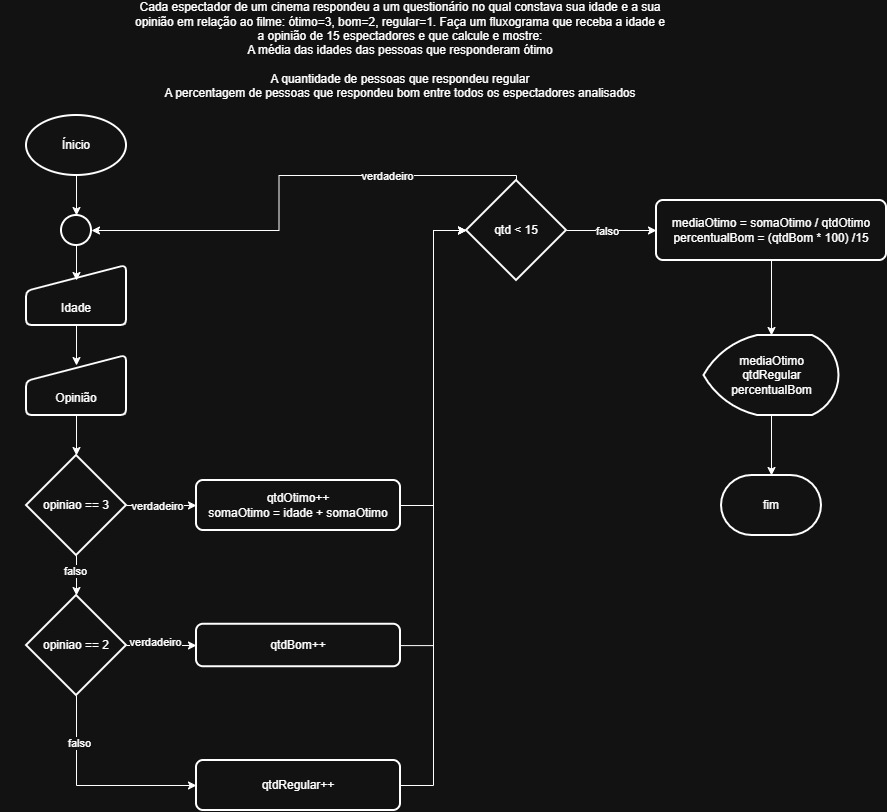 Cada espectador de um cinema respondeu a um questionário no qual constava sua idade e a sua
opinião em relação ao filme: ótimo=3, bom=2, regular=1. Faça um fluxograma que receba a idade e
a opinião de 15 espectadores e que calcule e mostre:
A média das idades das pessoas que responderam ótimo
A quantidade de pessoas que respondeu regular
A percentagem de pessoas que respondeu bom entre todos os espectadores analisados
Ínicio
verdadeiro
qtd < 15
falso
mediaOtimo = somaOtimo / qtdOtimo
percentualBom = (qtdBom * 100) /15
Idade
mediaOtimo
qtdRegular
percentualBom
Opinião
opiniao == 3
verdadeiro
qtdOtimo++
somaOtimo = idade + somaOtimo
fim
falso
opiniao == 2
verdadeiro
qtdBom++
falso
qtdRegular++